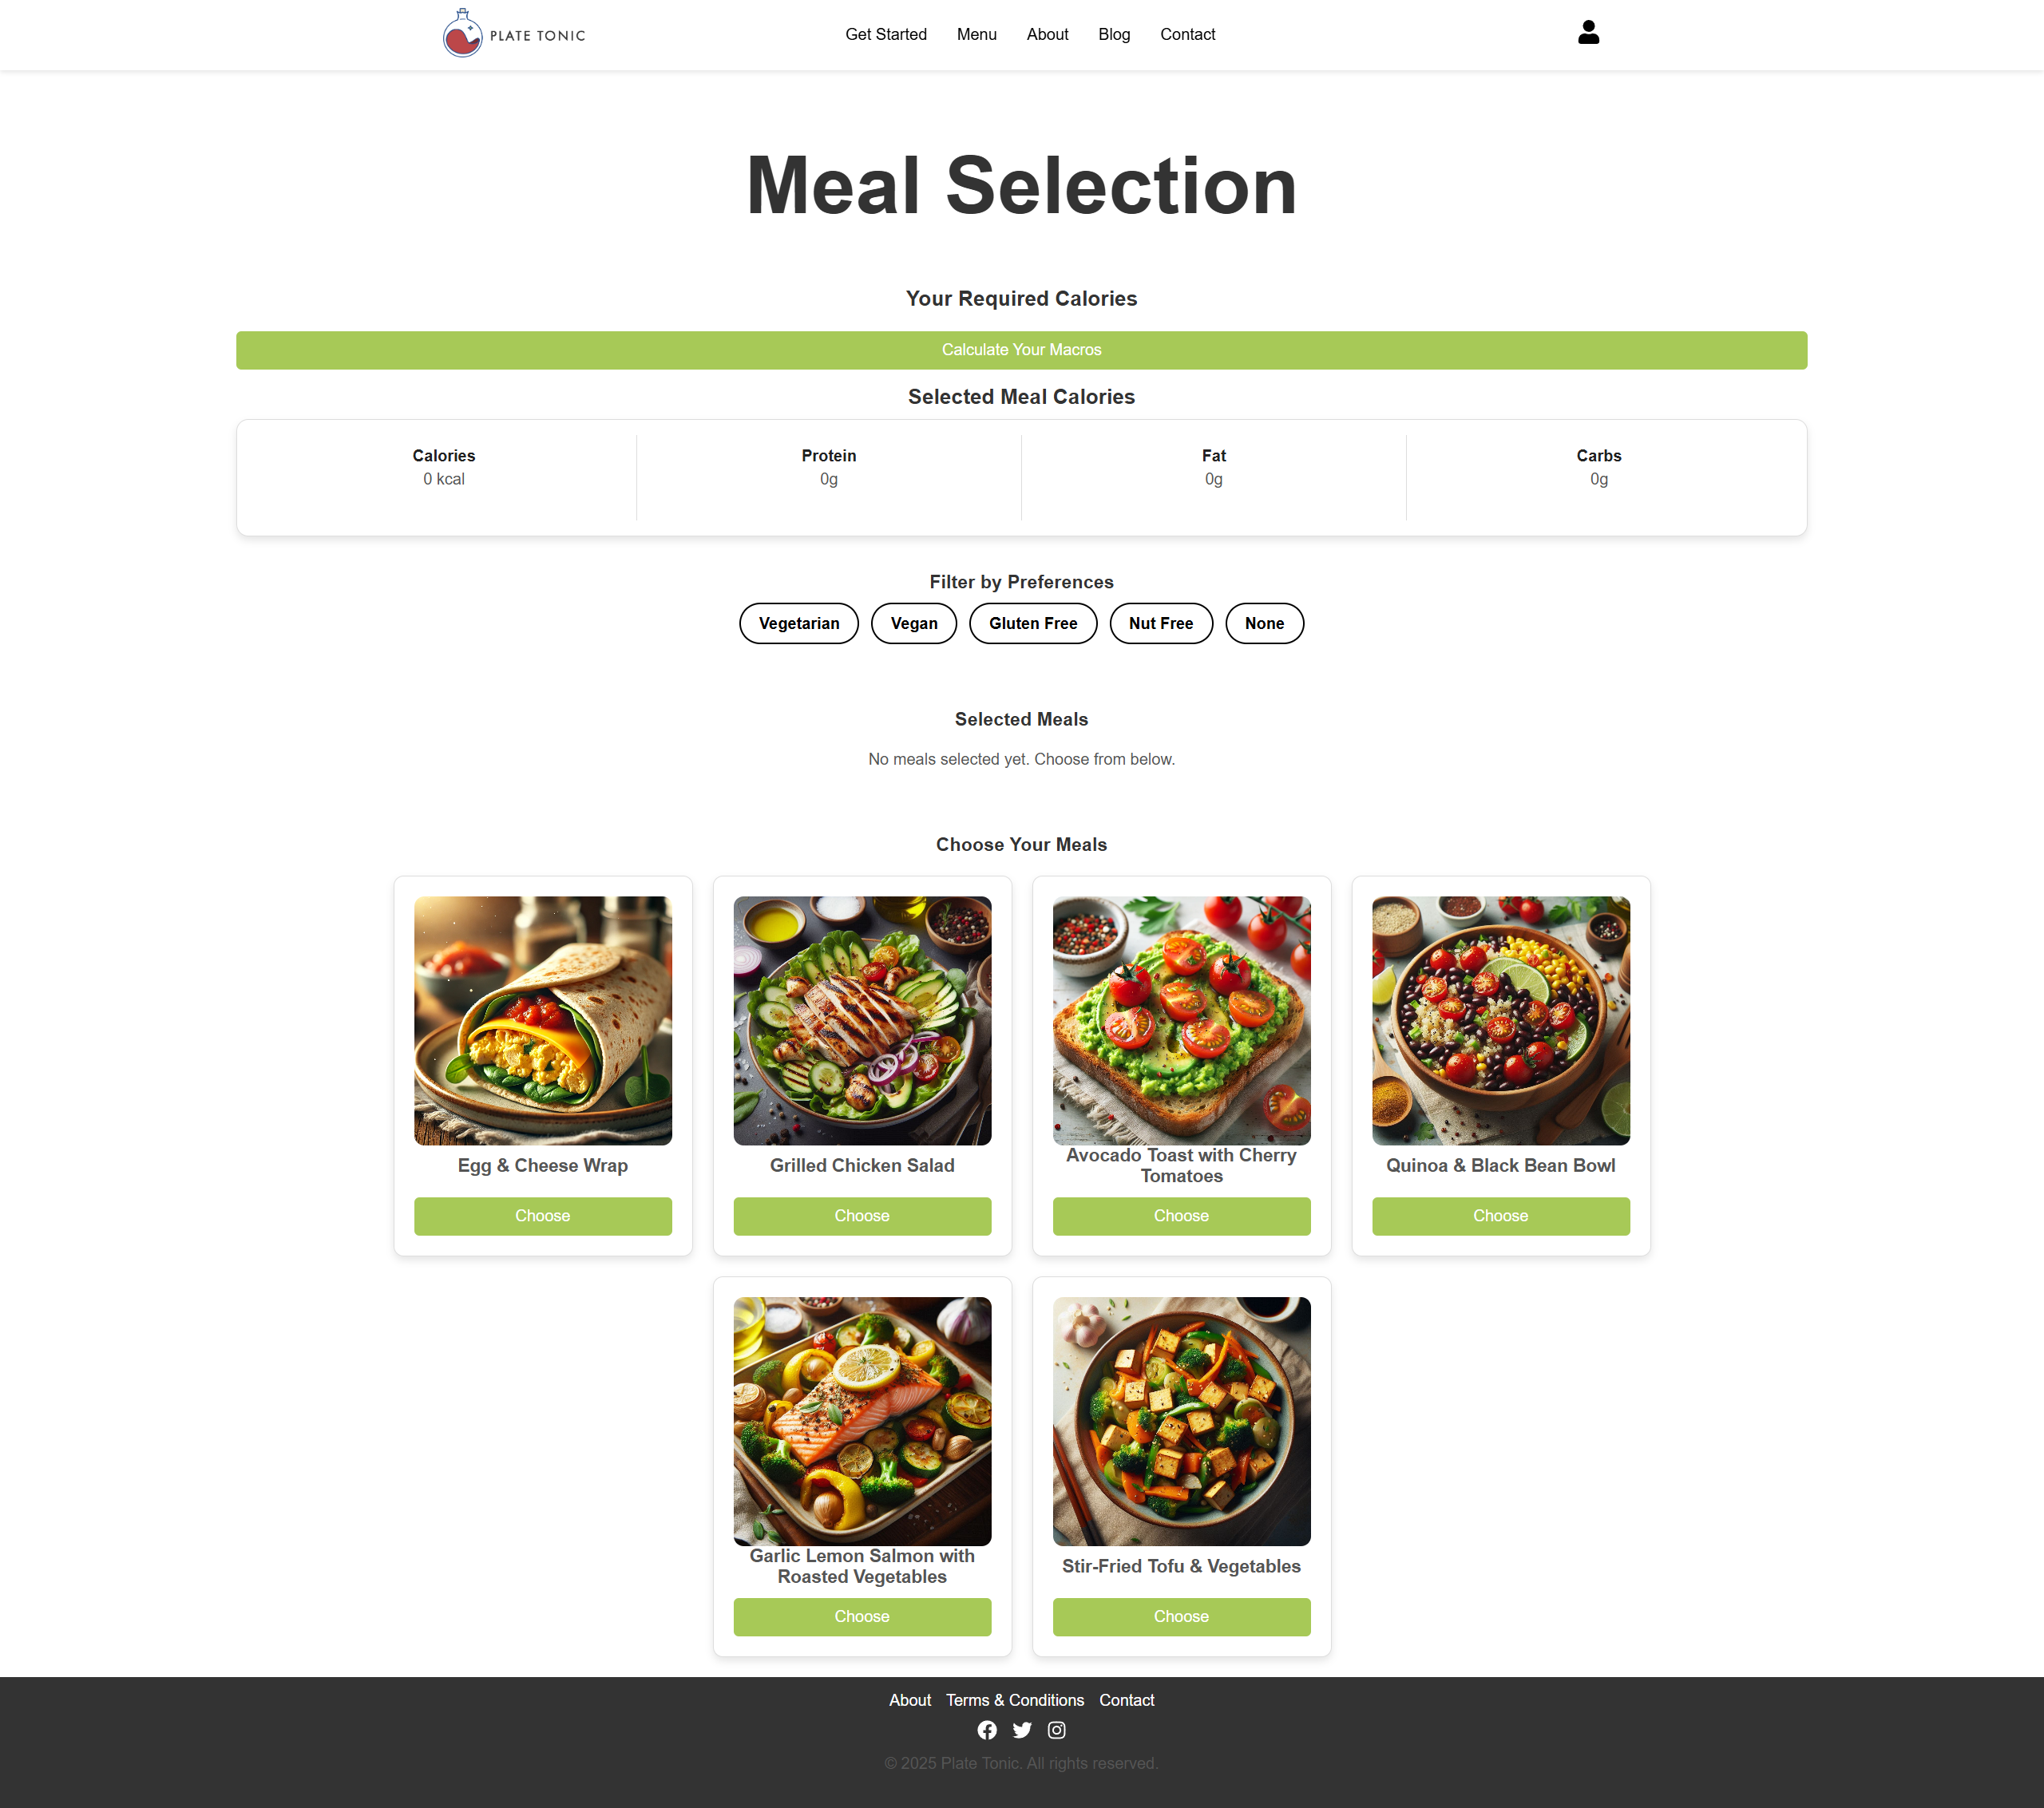 PLATE TONIC
Get Started Menu About Blog Contact
Meal Selection
Your Required Calories
Calculate Your Macros
Selected Meal Calories
Calories Protein Fat Carbs
0 kcal 0g 0g 0g
Filter by Preferences
Vegetarian Vegan Gluten Free Nut Free None
Selected Meals
No meals selected yet. Choose from below.
Choose Your Meals
Egg & Cheese Wrap
Choose
Grilled Chicken Salad
Choose
Avocado Toast with Cherry
Tomatoes
Choose
Quinoa & Black Bean Bowl
Choose
Garlic Lemon Salmon with
Roasted Vegetables
Choose
Stir-Fried Tofu & Vegetables
Choose
About Terms & Conditions Contact
© 2025 Plate Tonic. All rights reserved.